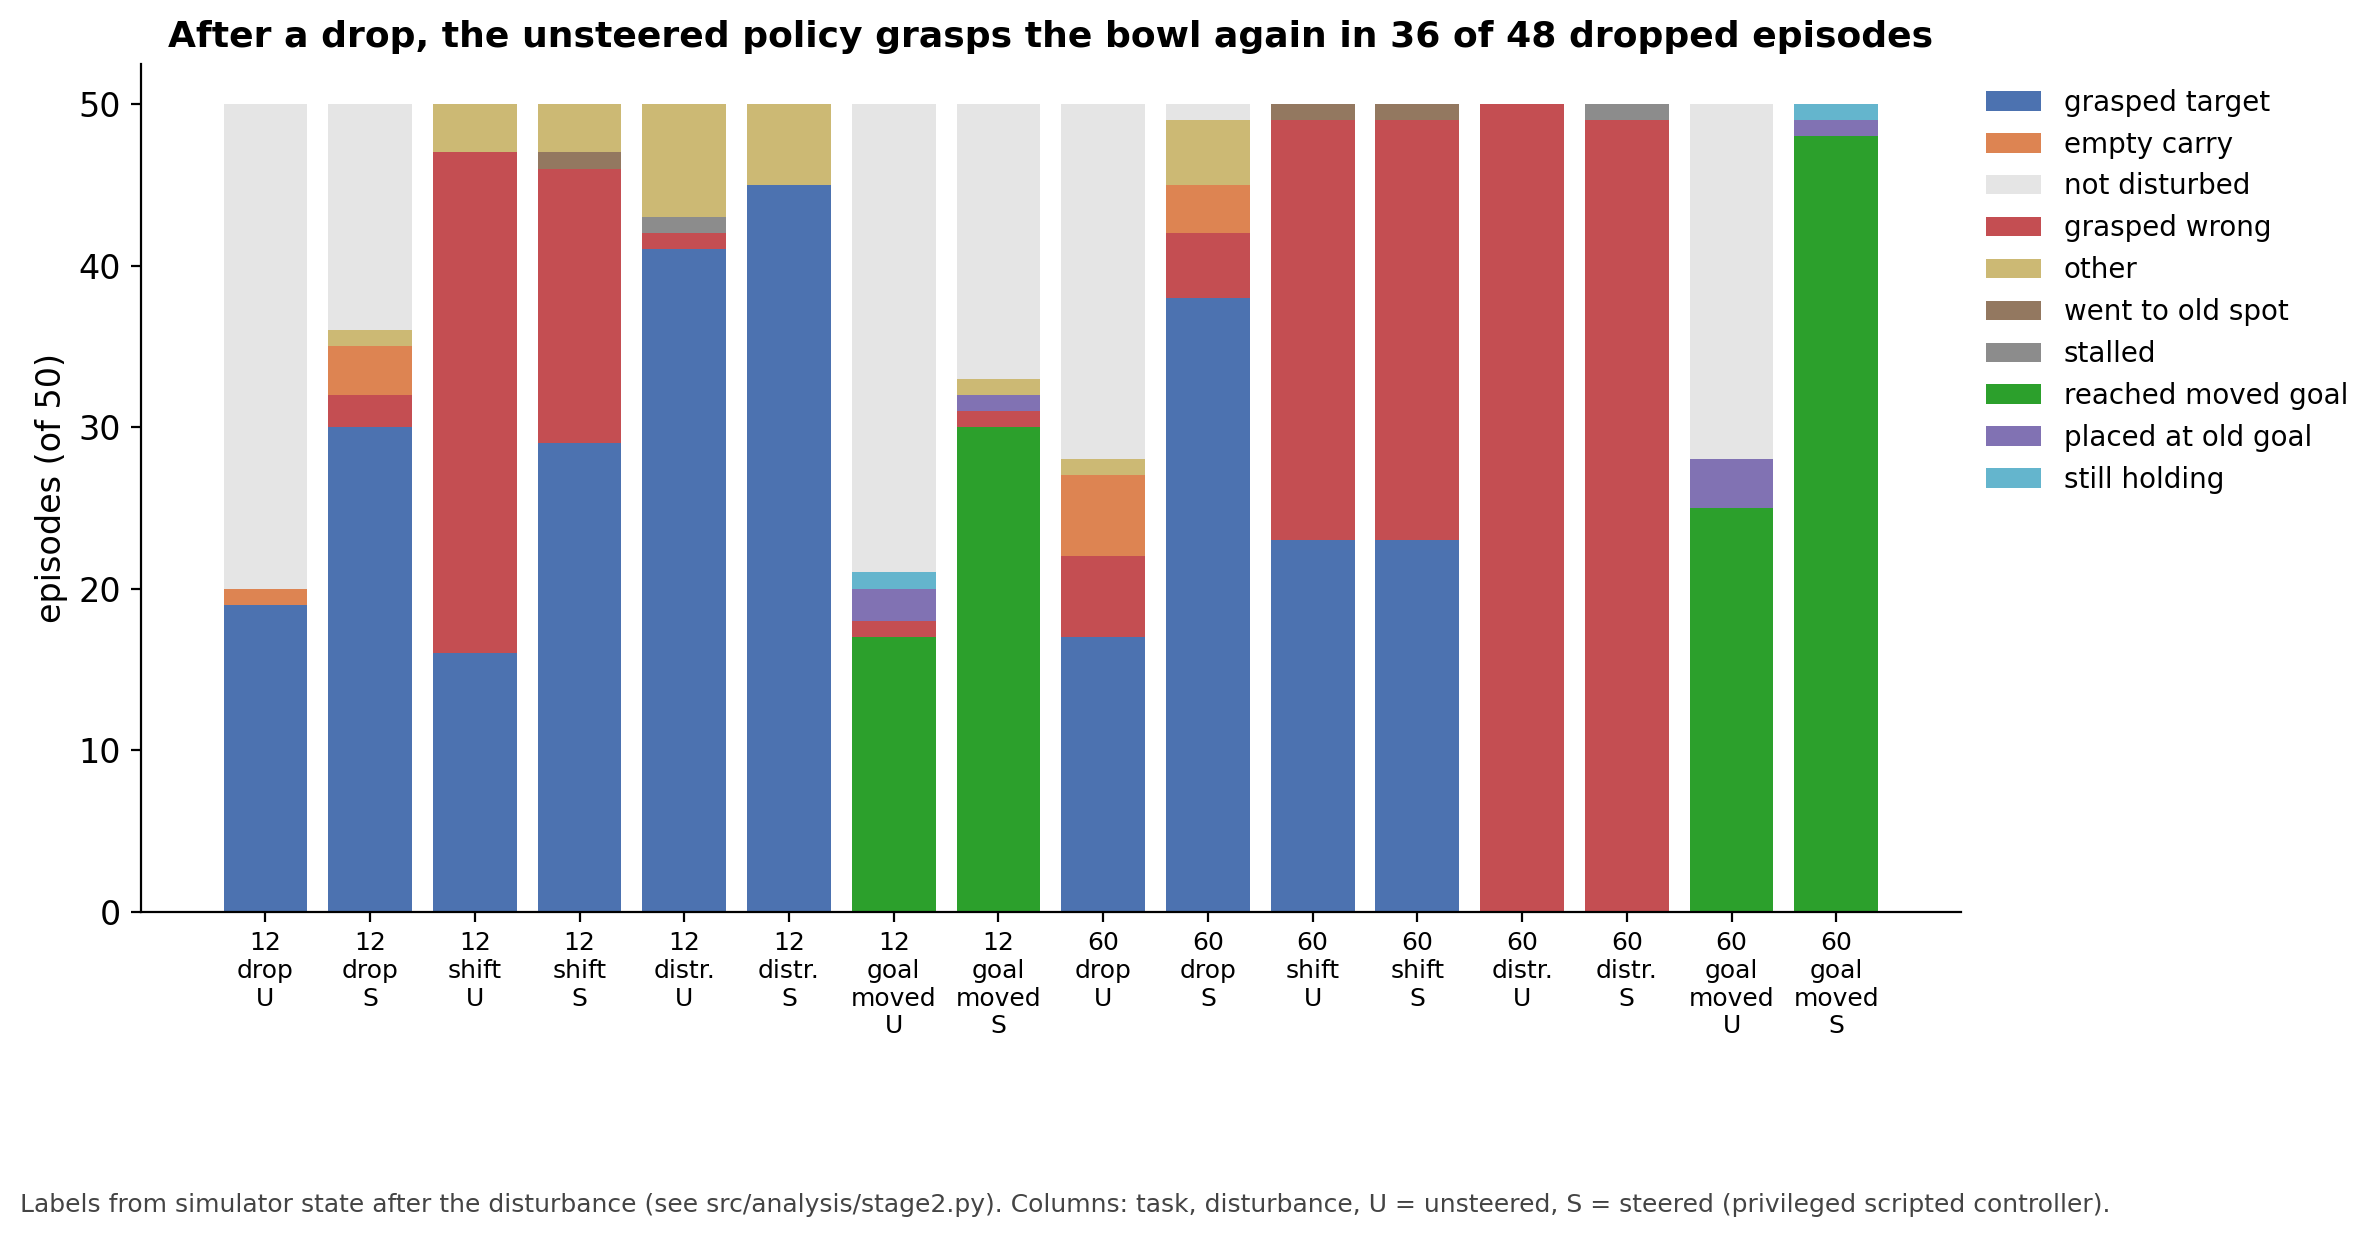 After a drop, the unsteered policy grasps the bowl again in 36 of 48 dropped episodes
episodes (of 50)
50
40
30
20
10
0
grasped target
empty carry
not disturbed
grasped wrong
other
went to old spot
stalled
reached moved goal
placed at old goal
still holding
12 drop U
12 drop S
12 shift U
12 shift S
12 distr. U
12 distr. S
12 goal moved U
12 goal moved S
60 drop U
60 drop S
60 shift U
60 shift S
60 distr. U
60 distr. S
60 goal moved U
60 goal moved S
Labels from simulator state after the disturbance (see src/analysis/stage2.py). Columns: task, disturbance, U = unsteered, S = steered (privileged scripted controller).